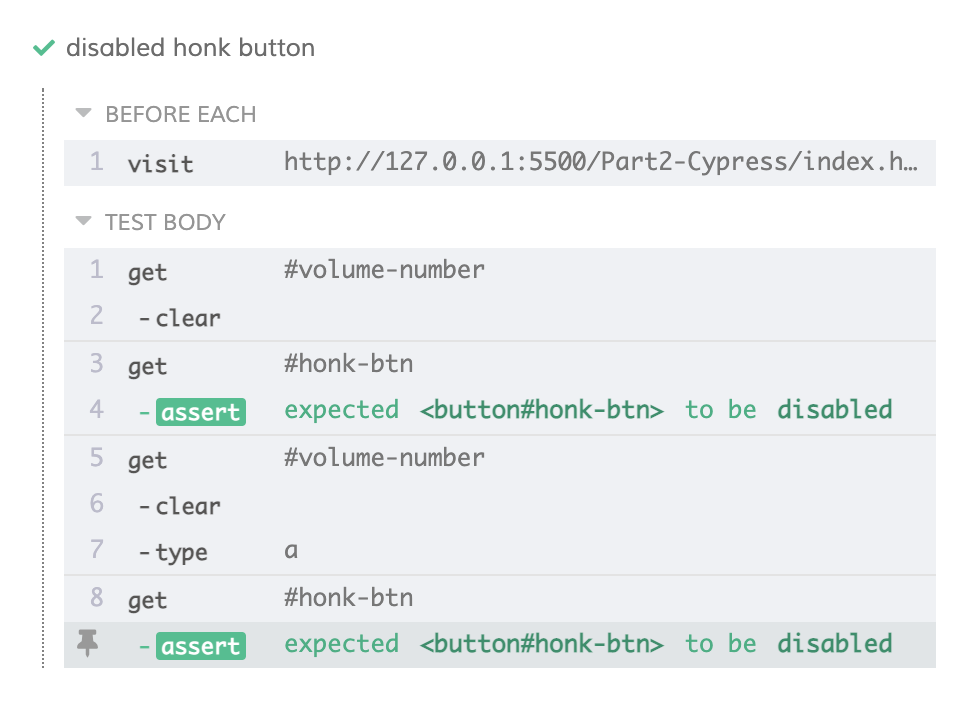 disabled honk button
BEFORE EACH
1 visit http://127.0.0.1:5500/Part2-Cypress/index.h…
TEST BODY
1 get #volume-number
2 -clear
3 get #honk-btn
4 -assert expected <button#honk-btn> to be disabled
5 get #volume-number
6 -clear
7 -type a
8 get #honk-btn
-assert expected <button#honk-btn> to be disabled